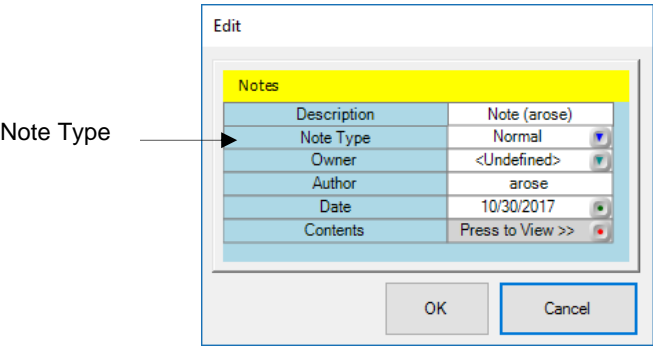 Edit
Notes
Description Note (arose)
Note Type Note Type Normal
Owner <Undefined>
Author arose
Date 10/30/2017
Contents Press to View >>
OK Cancel